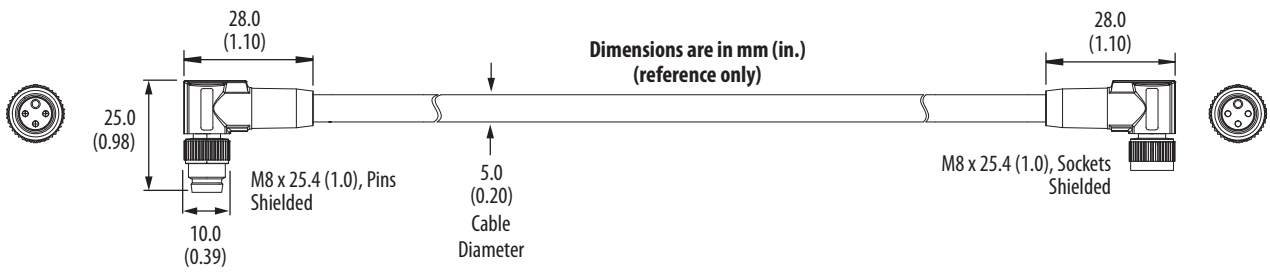 28.0
(1.10)
Dimensions are in mm (in.)
(reference only)
28.0
(1.10)
25.0
(0.98)
M8 x 25.4 (1.0), Pins
Shielded
10.0
(0.39)
5.0
(0.20)
Cable
Diameter
M8 x 25.4 (1.0), Sockets
Shielded